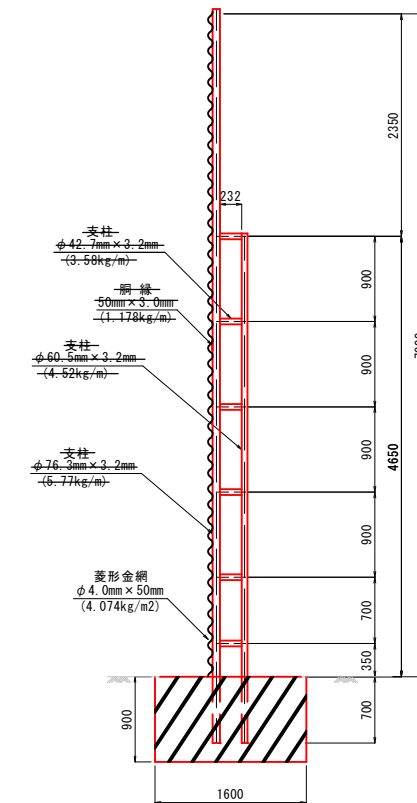 2350
232
支柱
φ42.7mm×3.2mm
(3.58kg/m)
900
胴 縁
50mm×3.0mm
(1.178kg/m)
900
支柱
φ60.5mm×3.2mm
(4.52kg/m)
900
4650
支柱
φ76.3mm×3.2mm
(5.77kg/m)
900
菱形金網
φ4.0mm×50mm
(4.074kg/m2)
700
350
900
700
1600